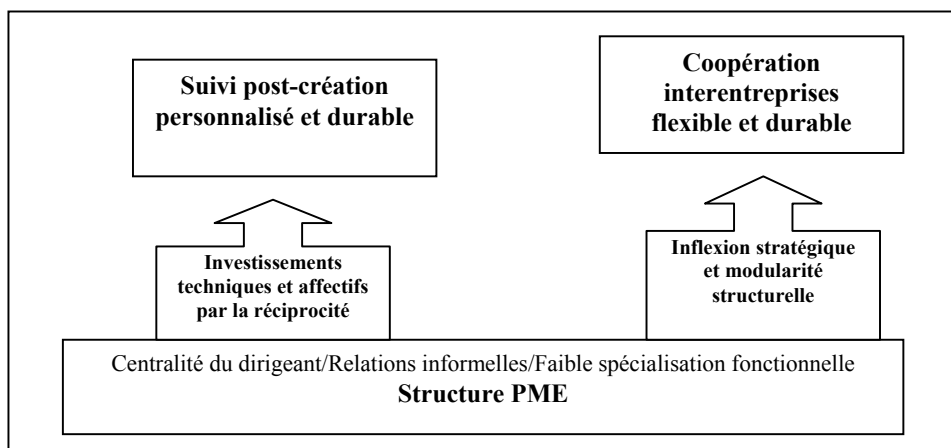 Suivi post-création
personnalisé et durable
Coopération
interentreprises
flexible et durable
Investissements
techniques et affectifs
par la réciprocité
Inflexion stratégique
et modularité
structurelle
Centralité du dirigeant/Relations informelles/Faible spécialisation fonctionnelle
Structure PME